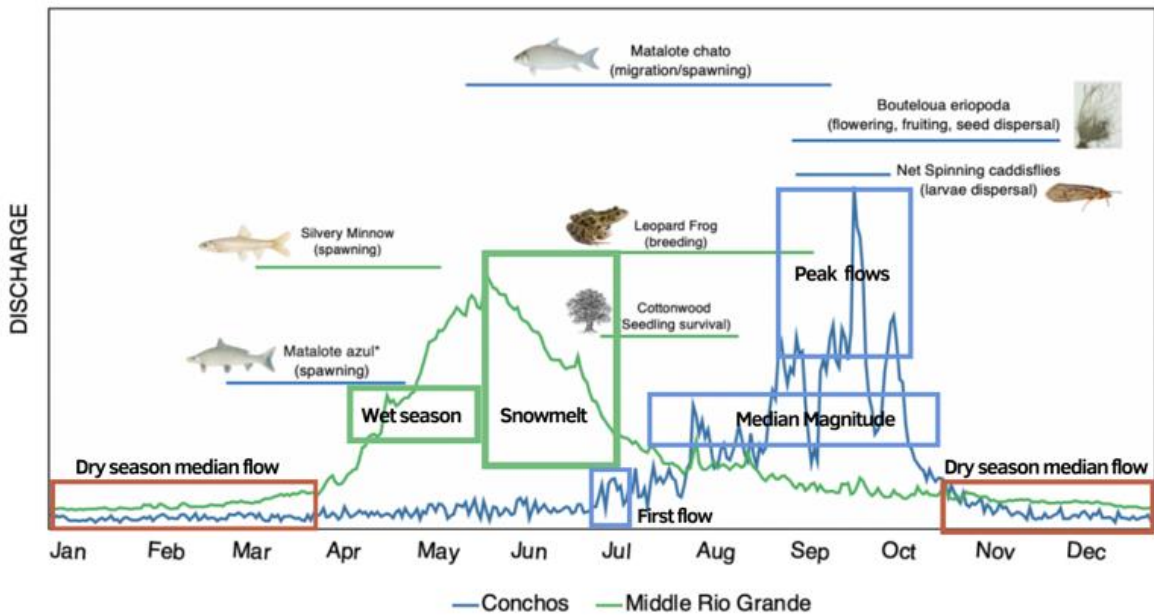 Matalote chato
(migration/spawning)
Bouteloua eriopoda
(flowering, fruiting, seed dispersal)
Net Spinning caddisflies
(larvae dispersal)
Silvery Minnow
(spawning)
Leopard Frog
(breeding)
Peak flows
DISCHARGE
Cottonwood
Seedling survival)
Matalote azul*
(spawning)
Wet season
Snowmelt
Median Magnitude
Dry season median flow
Dry season median flow
First flow
Jan Feb Mar Apr May Jun Jul Aug Sep Oct Nov Dec
Conchos Middle Rio Grande